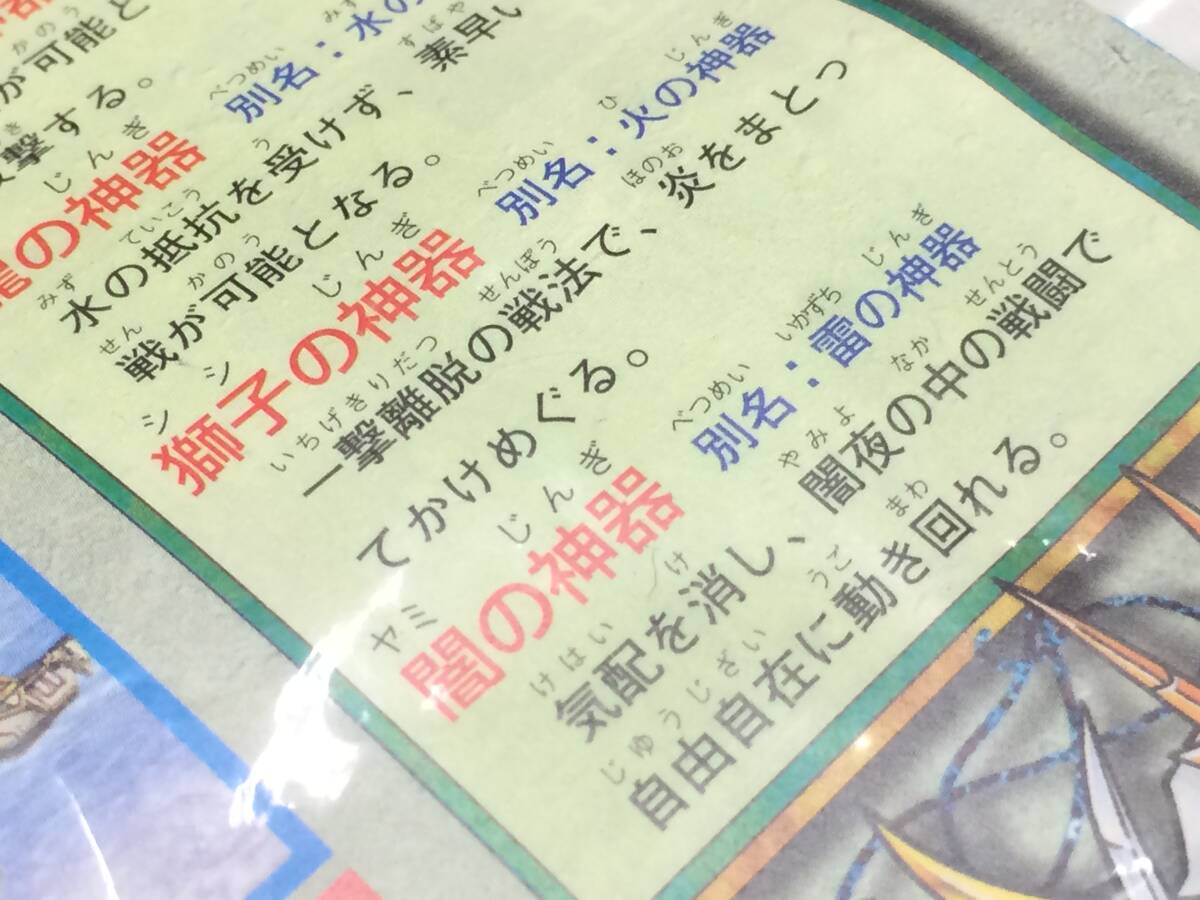 が可能と
撃する。
龍の神器
別名：水の
水の抵抗を受けず、素早い
戦が可能となる。
獅子の神器
別名：火の神器
一撃離脱の戦法で、炎をまとっ
てかけめぐる。
闇の神器
別名：雷の神器
気配を消し、闇夜の中の戦闘で
自由自在に動き回れる。